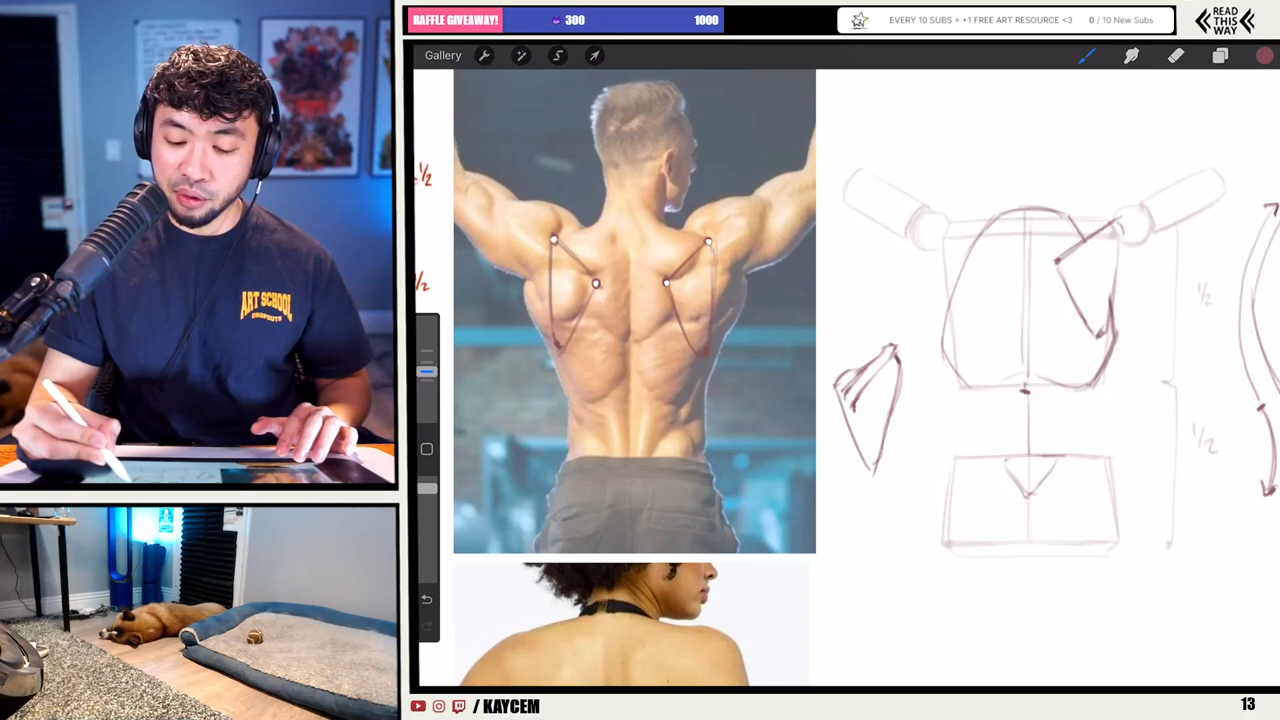 RAFFLE GIVEAWAY! 300 1000
EVERY 10 SUBS = +1 FREE ART RESOURCE <3 0 / 10 New Subs
READ
THIS
WAY
Gallery
1/2
1/2
1/2
1/2
ART SCHOOL
DROPOUTS
/ KAYCEM
13